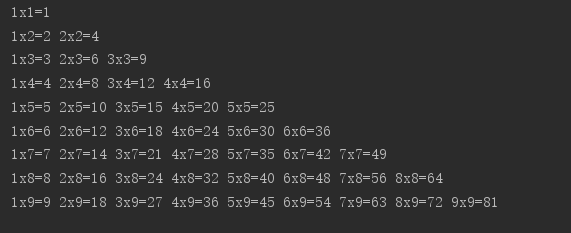 1x1=1
1x2=2 2x2=4
1x3=3 2x3=6 3x3=9
1x4=4 2x4=8 3x4=12 4x4=16
1x5=5 2x5=10 3x5=15 4x5=20 5x5=25
1x6=6 2x6=12 3x6=18 4x6=24 5x6=30 6x6=36
1x7=7 2x7=14 3x7=21 4x7=28 5x7=35 6x7=42 7x7=49
1x8=8 2x8=16 3x8=24 4x8=32 5x8=40 6x8=48 7x8=56 8x8=64
1x9=9 2x9=18 3x9=27 4x9=36 5x9=45 6x9=54 7x9=63 8x9=72 9x9=81